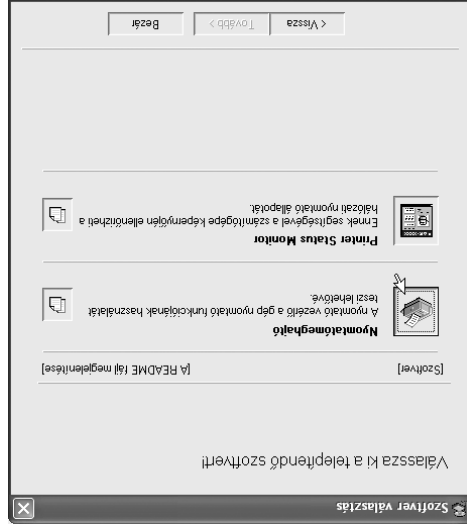 Szoftver választás
Válassza ki a telepítendő szoftvert!
[Szoftver] [A README fájl megjelenítése]
Nyomtatómeghajtó
A nyomtató vezérlő a gép nyomtató funkciójának használatát
teszi lehetővé.
Printer Status Monitor
Ennek segítségével a számítógépe képernyőjén ellenőrizheti a
hálózati nyomtató állapotát.
< Vissza Tovább > Bezár